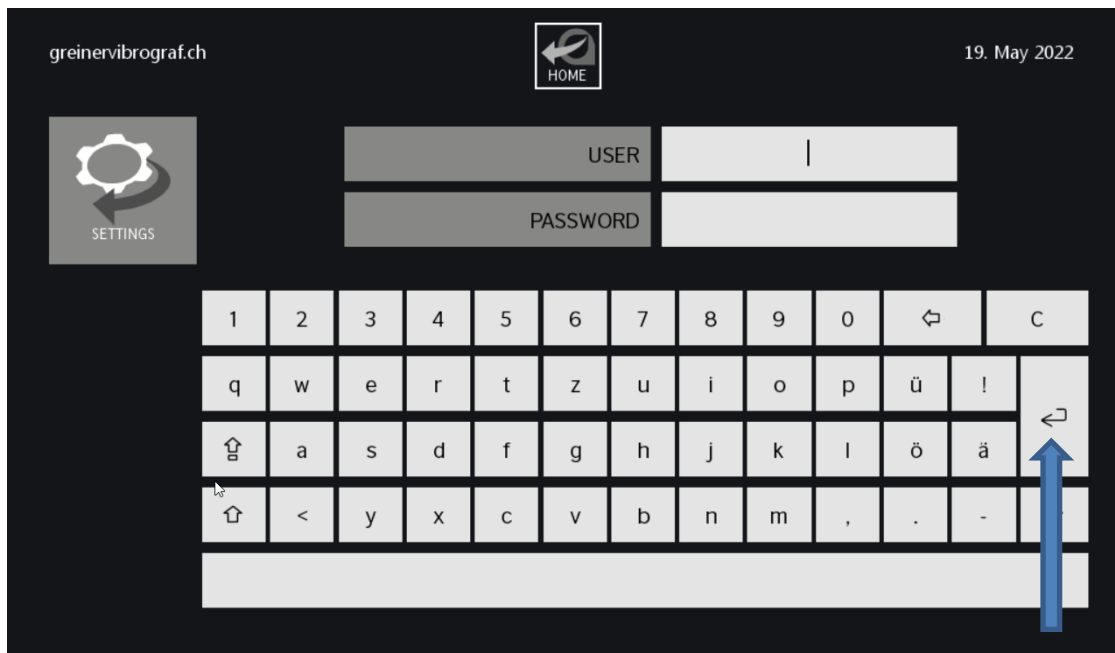 greinervibrograf.ch
HOME
19. May 2022
USER
PASSWORD
SETTINGS
1 2 3 4 5 6 7 8 9 0 C
q w e r t z u i o p ü !
a s d f g h j k l ö ä
< y x c v b n m , . -